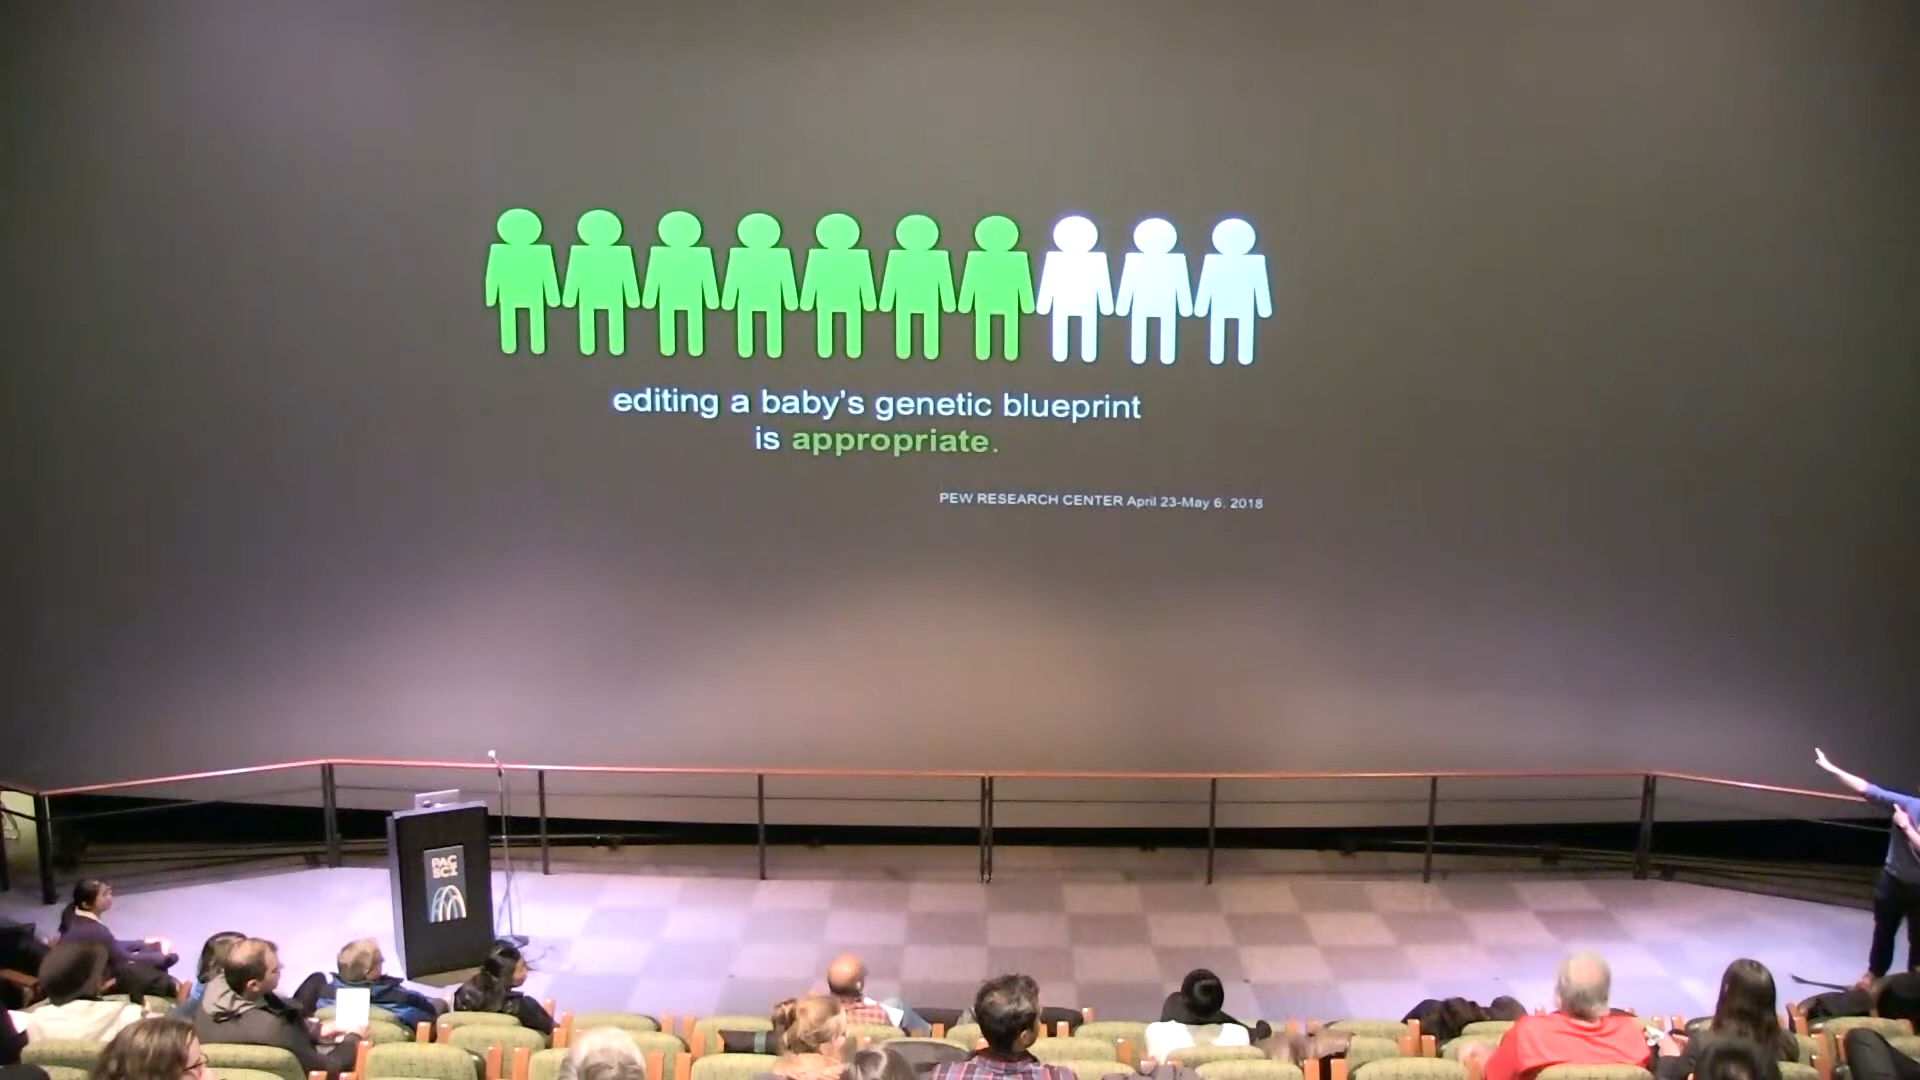 editing a baby's genetic blueprint
is appropriate.
PEW RESEARCH CENTER April 23-May 6, 2018
PAC
SCI